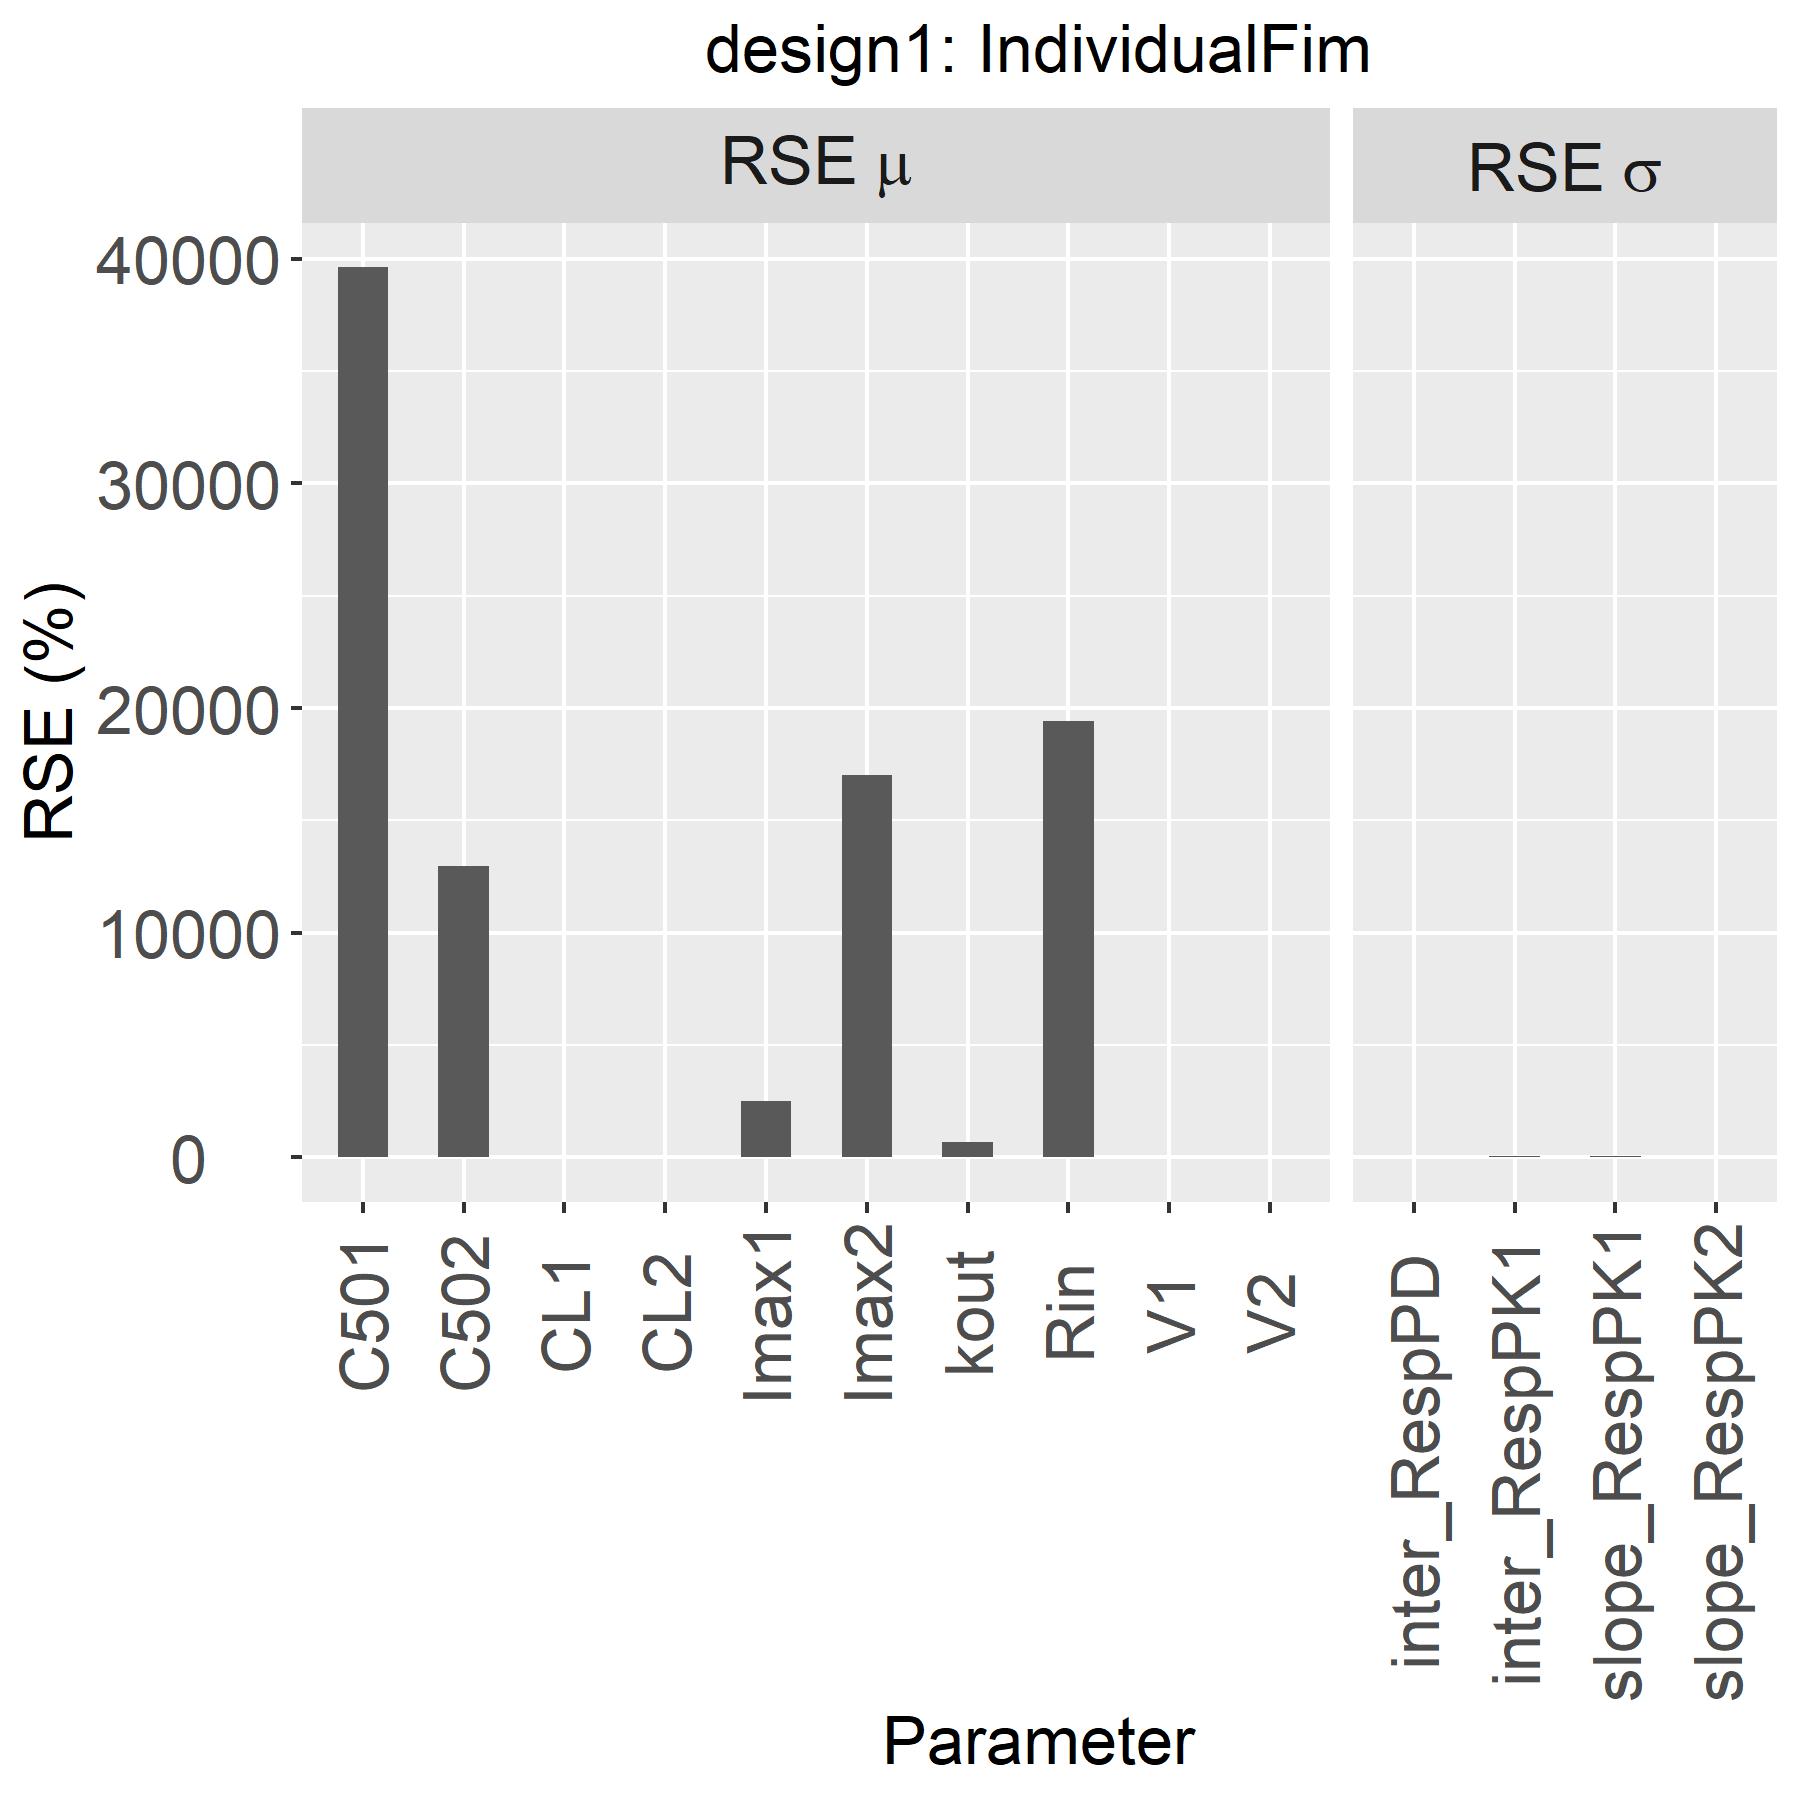 design1: IndividualFim
RSE μ
RSE σ
RSE (%)
40000
30000
20000
10000
0
C501
C502
CL1
CL2
Imax1
Imax2
kout
Rin
V1
V2
inter_RespPD
inter_RespPK1
slope_RespPK1
slope_RespPK2
Parameter